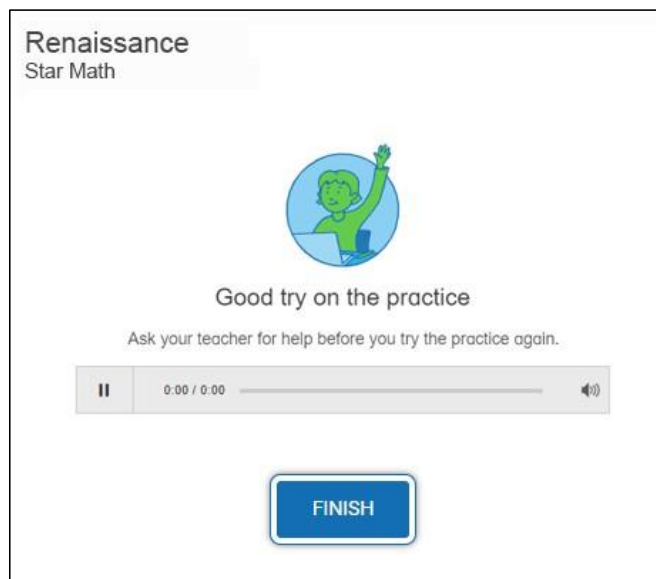 Renaissance
Star Math
Good try on the practice
Ask your teacher for help before you try the practice again.
0:00 / 0:00
FINISH